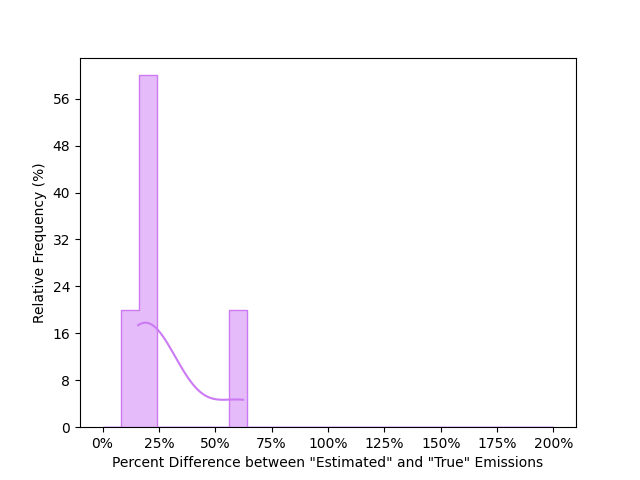 56
48
40
32
24
16
8
0
Relative Frequency (%)
0% 25% 50% 75% 100% 125% 150% 175% 200%
Percent Difference between "Estimated" and "True" Emissions